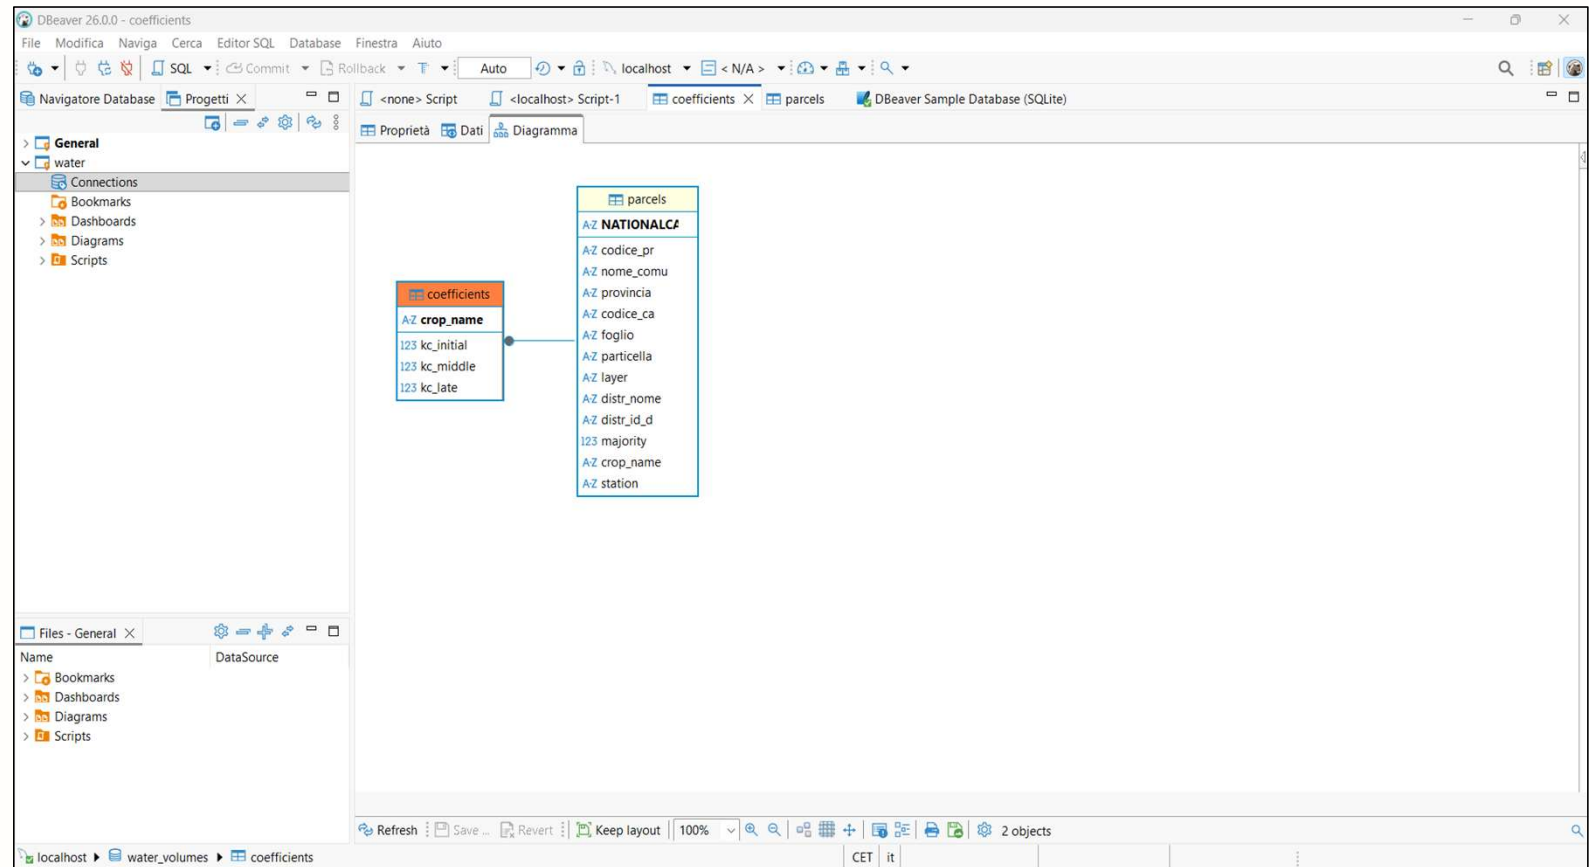 DBeaver 26.0.0 - coefficients
File Modifica Naviga Cerca Editor SQL Database Finestra Aiuto
SQL Commit Rollback T Auto localhost < N/A >
Navigatore Database Progetti
<none> Script <localhost> Script-1 coefficients parcels DBeaver Sample Database (SQLite)
Proprietà Dati Diagramma
General
water
Connections
Bookmarks
Dashboards
Diagrams
Scripts
parcels
A-Z NATIONALCA
A-Z codice_pr
A-Z nome_comu
A-Z provincia
A-Z codice_ca
A-Z foglio
A-Z particella
A-Z layer
A-Z distr_nome
A-Z distr_id_d
123 majority
A-Z crop_name
A-Z station
coefficients
A-Z crop_name
123 kc_initial
123 kc_middle
123 kc_late
Files - General
Name DataSource
Bookmarks
Dashboards
Diagrams
Scripts
Refresh Save ... Revert Keep layout 100% 2 objects
localhost water_volumes coefficients CET it